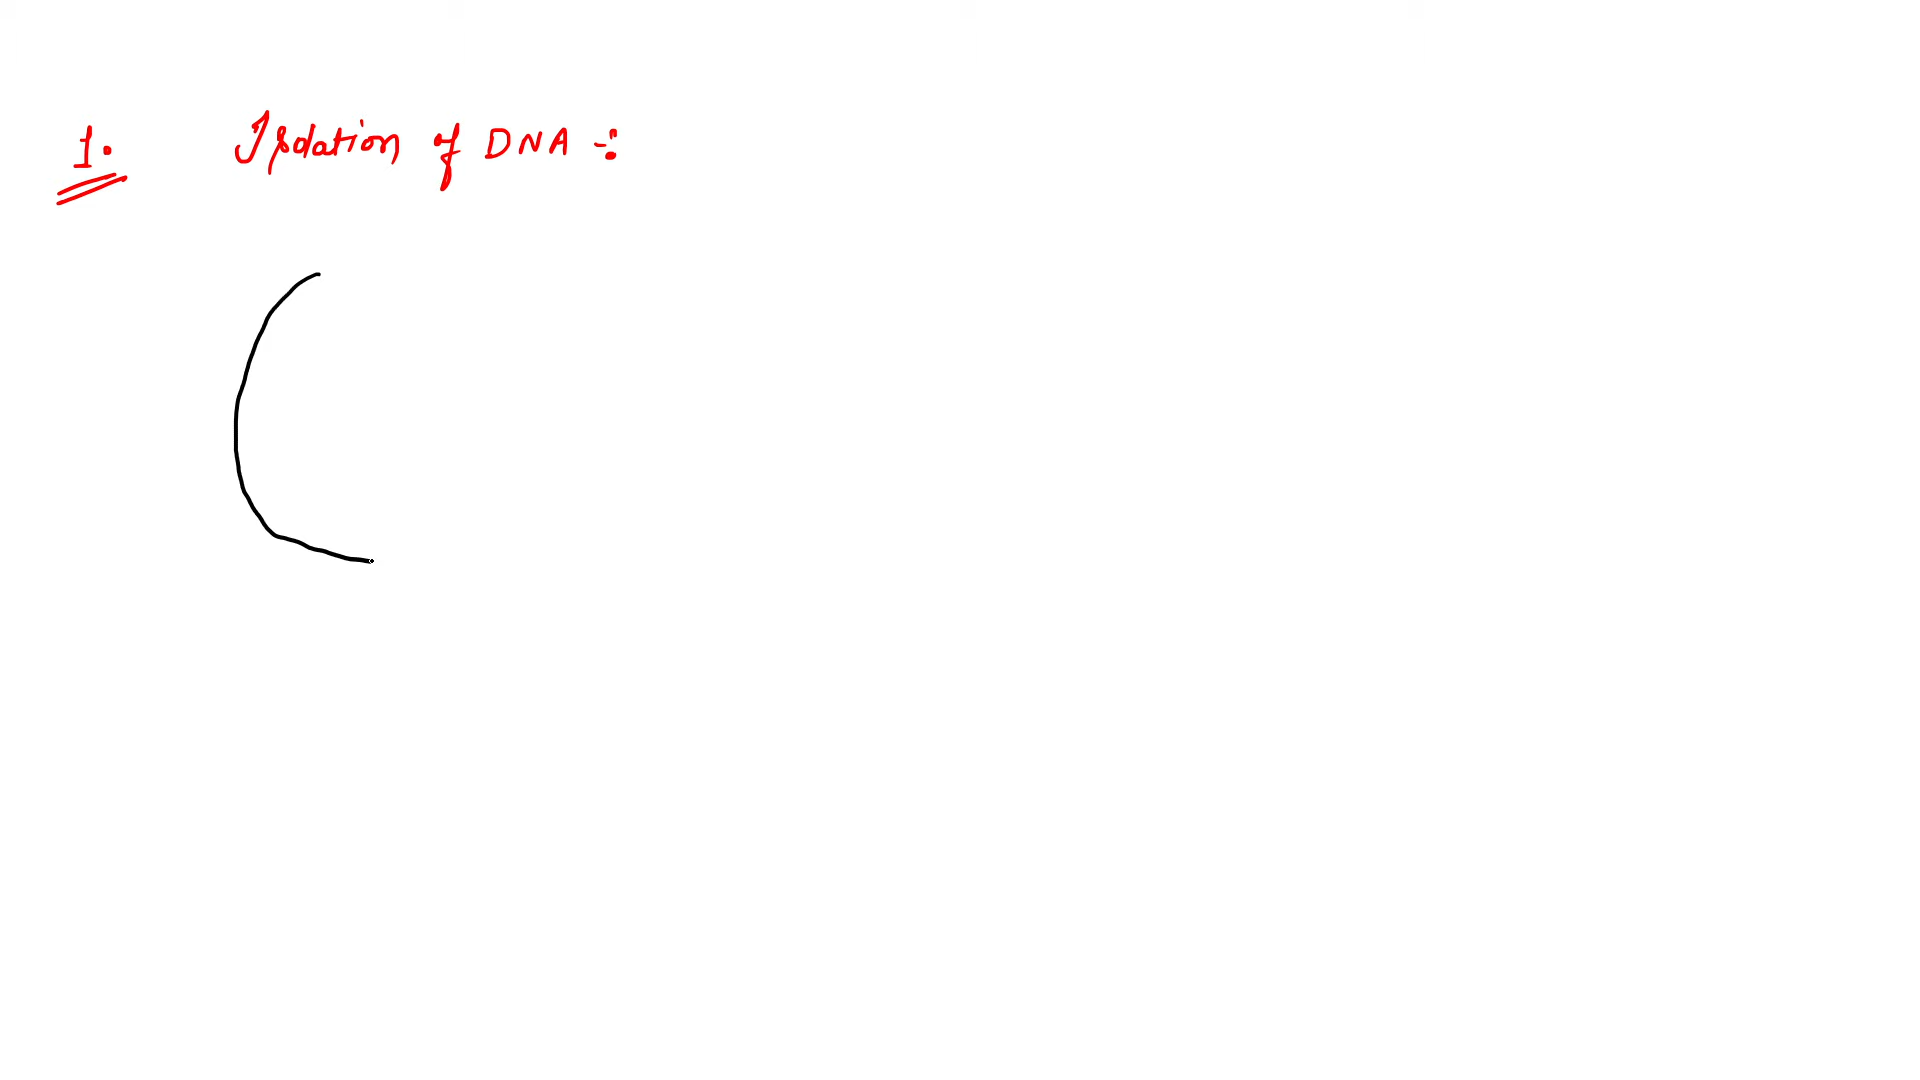 1. Isolation of DNA :-